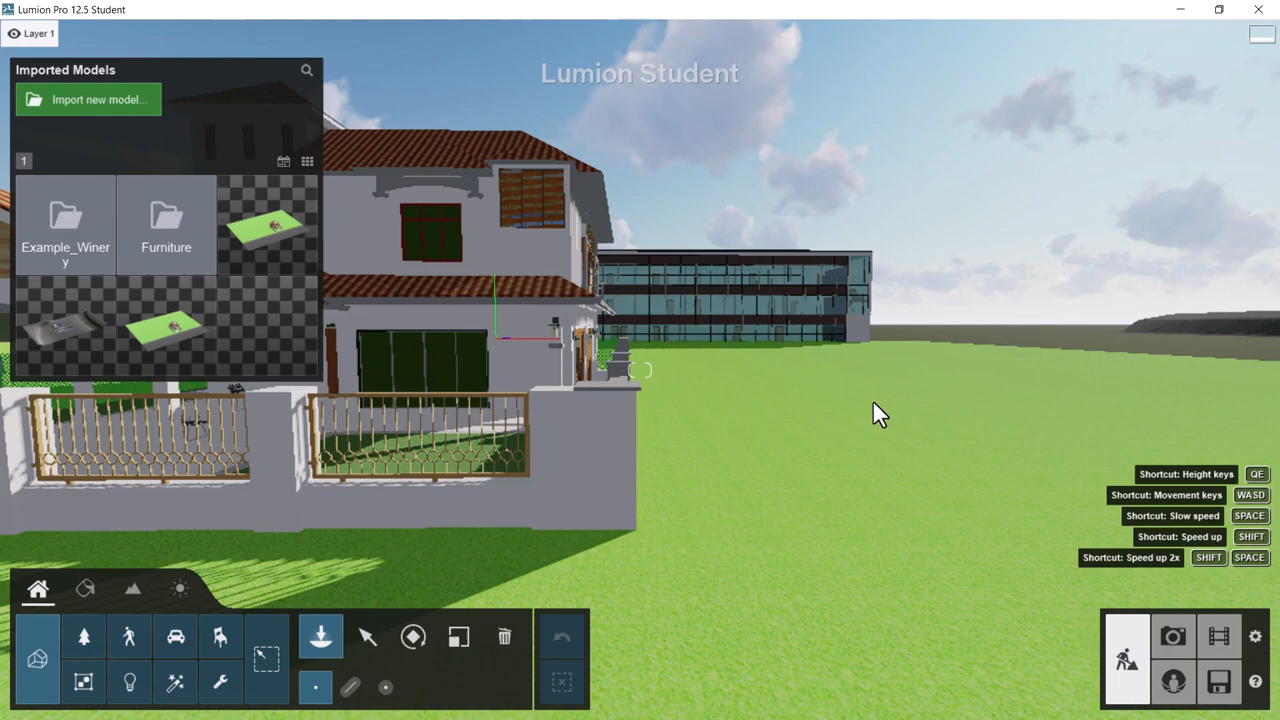 Lumion Pro 12.5 Student
Layer 1
Lumion Student
Imported Models
Import new model...
1
Example_Winer
y
Furniture
Shortcut: Height keys QE
Shortcut: Movement keys WASD
Shortcut: Slow speed SPACE
Shortcut: Speed up SHIFT
Shortcut: Speed up 2x SHIFT SPACE